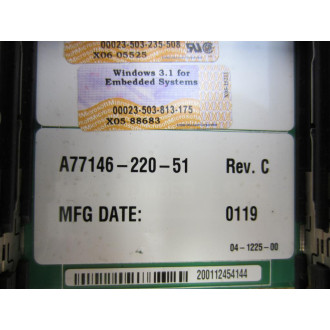 00023-503-235-508
X06-05525
Windows 3.1 for
Embedded Systems
00023-503-813-175
X05-88683
A77146-220-51 Rev. C
MFG DATE: 0119
04-1225-00
200112454144